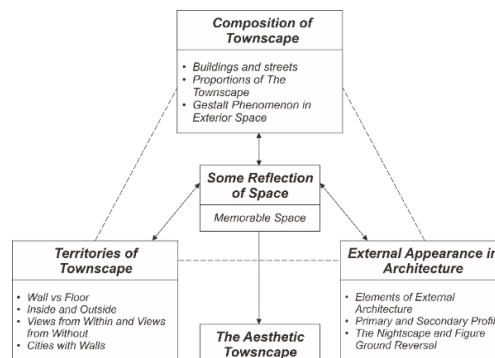 Composition of
Townscape
• Buildings and streets
• Proportions of The
Townscape
• Gestalt Phenomenon in
Exterior Space
Some Reflection
of Space
Memorable Space
Territories of
Townscape
• Wall vs Floor
• Inside and Outside
• Views from Within and Views
from Without
• Cities with Walls
External Appearance in
Architecture
• Elements of External
Architecture
• Primary and Secondary Profil
• The Nightscape and Figure
Ground Reversal
The Aesthetic
Towsncape